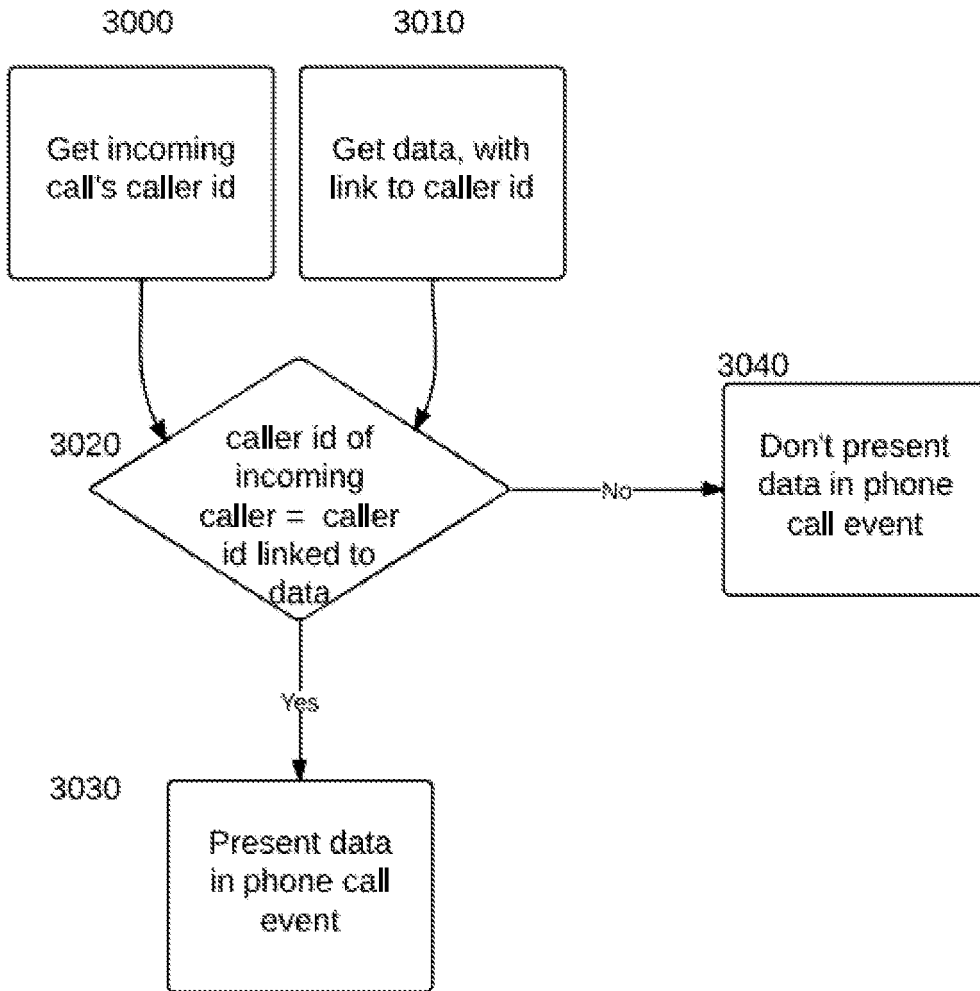 3000
3010
Get incoming
call's caller id
Get data, with
link to caller id
3020
caller id of
incoming
caller = caller
id linked to
data
No
3040
Don't present
data in phone
call event
Yes
3030
Present data
in phone call
event